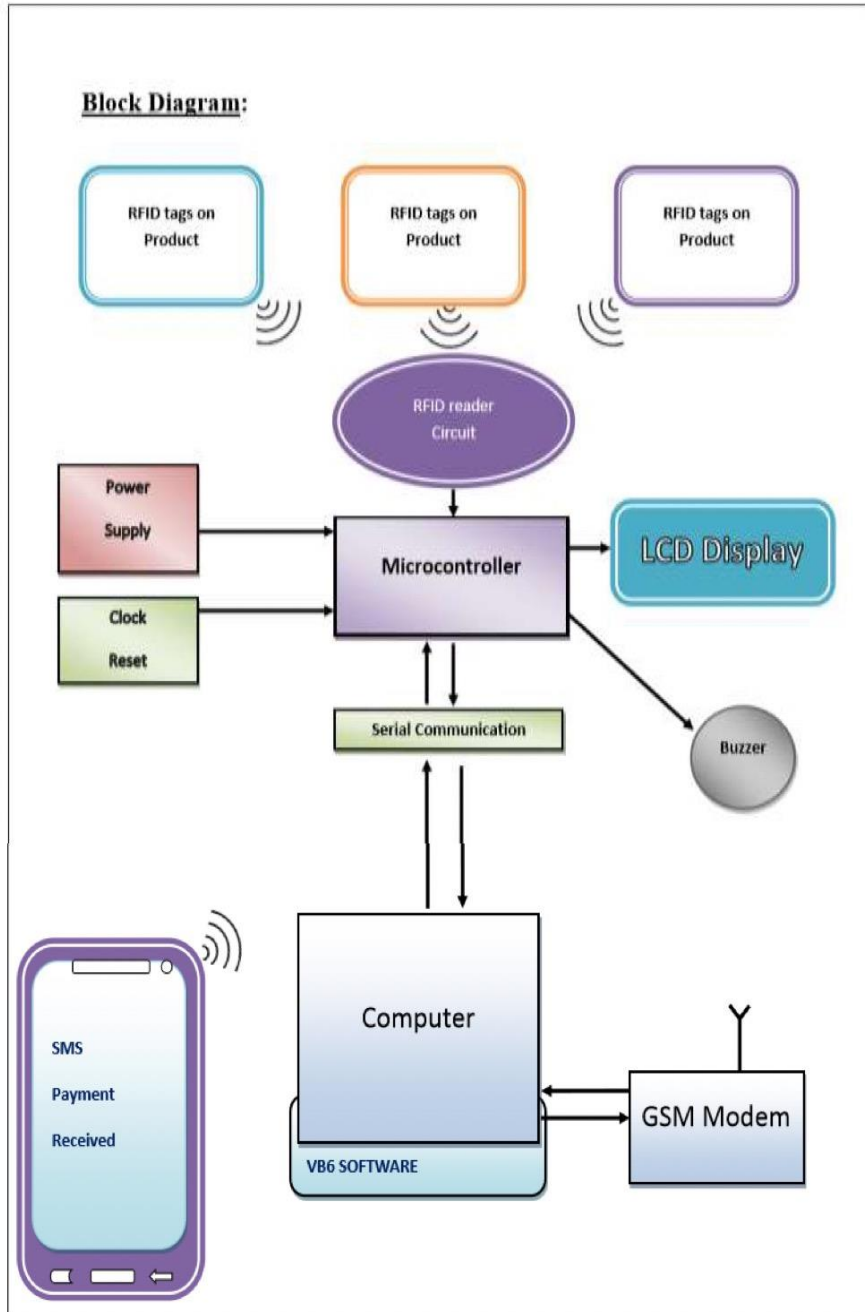 Block Diagram:
RFID tags on
Product
RFID tags on
Product
RFID tags on
Product
RFID reader
Circuit
Power
Supply
Microcontroller
LCD Display
Clock
Reset
Serial Communication
Buzzer
Computer
SMS
Payment
Received
GSM Modem
VB6 SOFTWARE